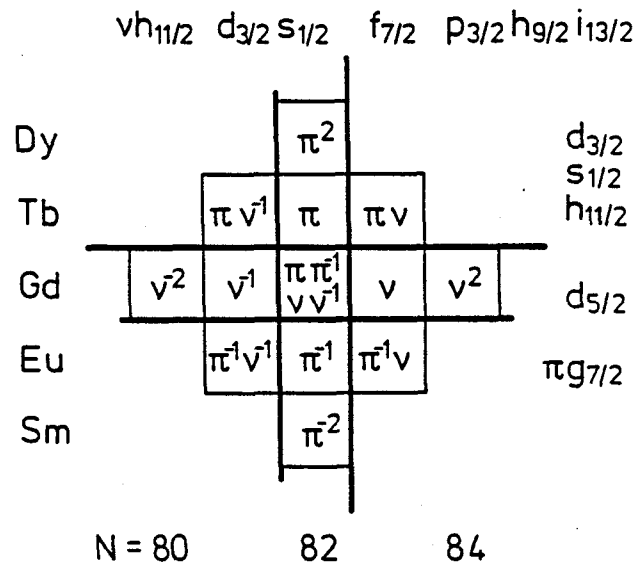 νh₁₁/₂ d₃/₂ s₁/₂ f₇/₂ p₃/₂ h₉/₂ i₁₃/₂
Dy π² d₃/₂
s₁/₂
Tb πν⁻¹ π πν h₁₁/₂
Gd ν⁻² ν⁻¹ ππ⁻¹ νν⁻¹ ν ν² d₅/₂
Eu π⁻¹ν⁻¹ π⁻¹ π⁻¹ν πg₇/₂
Sm π⁻²
N = 80 82 84